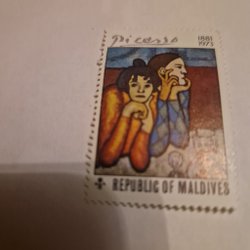 Picasso 1881
1973
REPUBLIC OF MALDIVES